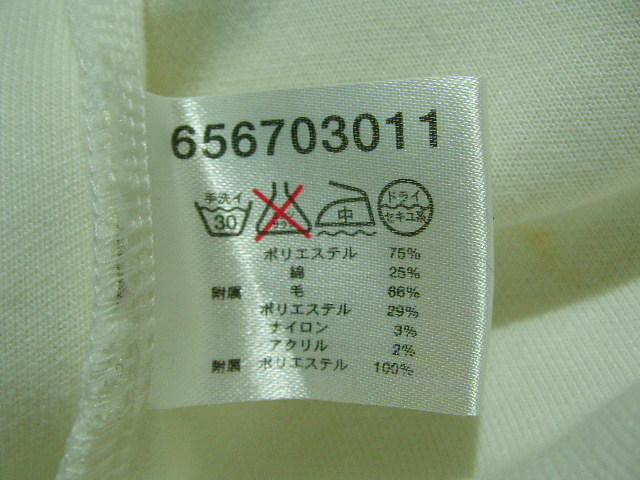 656703011
手洗イ 30 中 ドライ セキユ系
ポリエステル 75%
綿 25%
附属 毛 66%
ポリエステル 29%
ナイロン 3%
アクリル 2%
附属 ポリエステル 100%